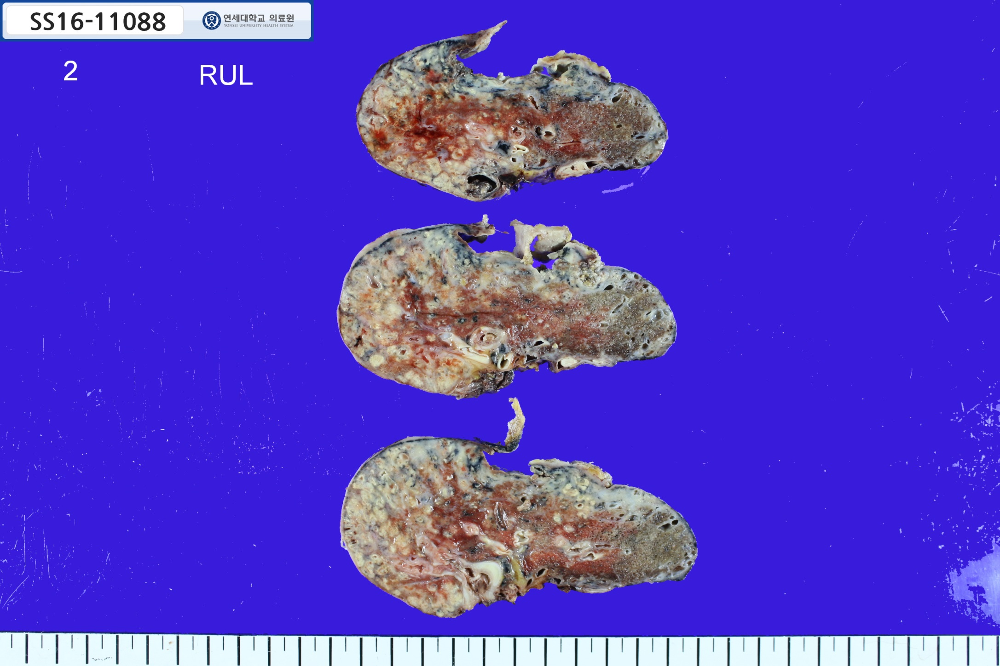 SS16-11088
연세대학교 의료원
YONSEI UNIVERSITY HEALTH SYSTEM
2 RUL